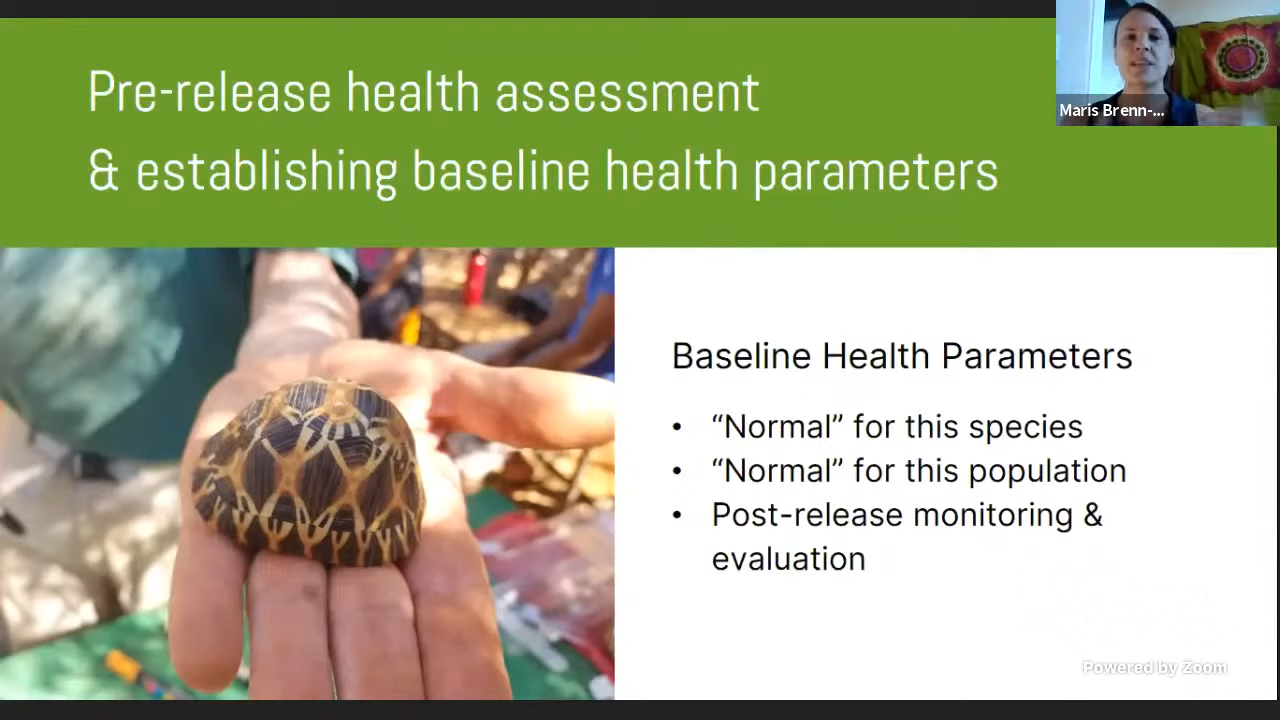 Pre-release health assessment
& establishing baseline health parameters
Maris Brenn-...
Baseline Health Parameters
• “Normal” for this species
• “Normal” for this population
• Post-release monitoring &
evaluation
Powered by Zoom